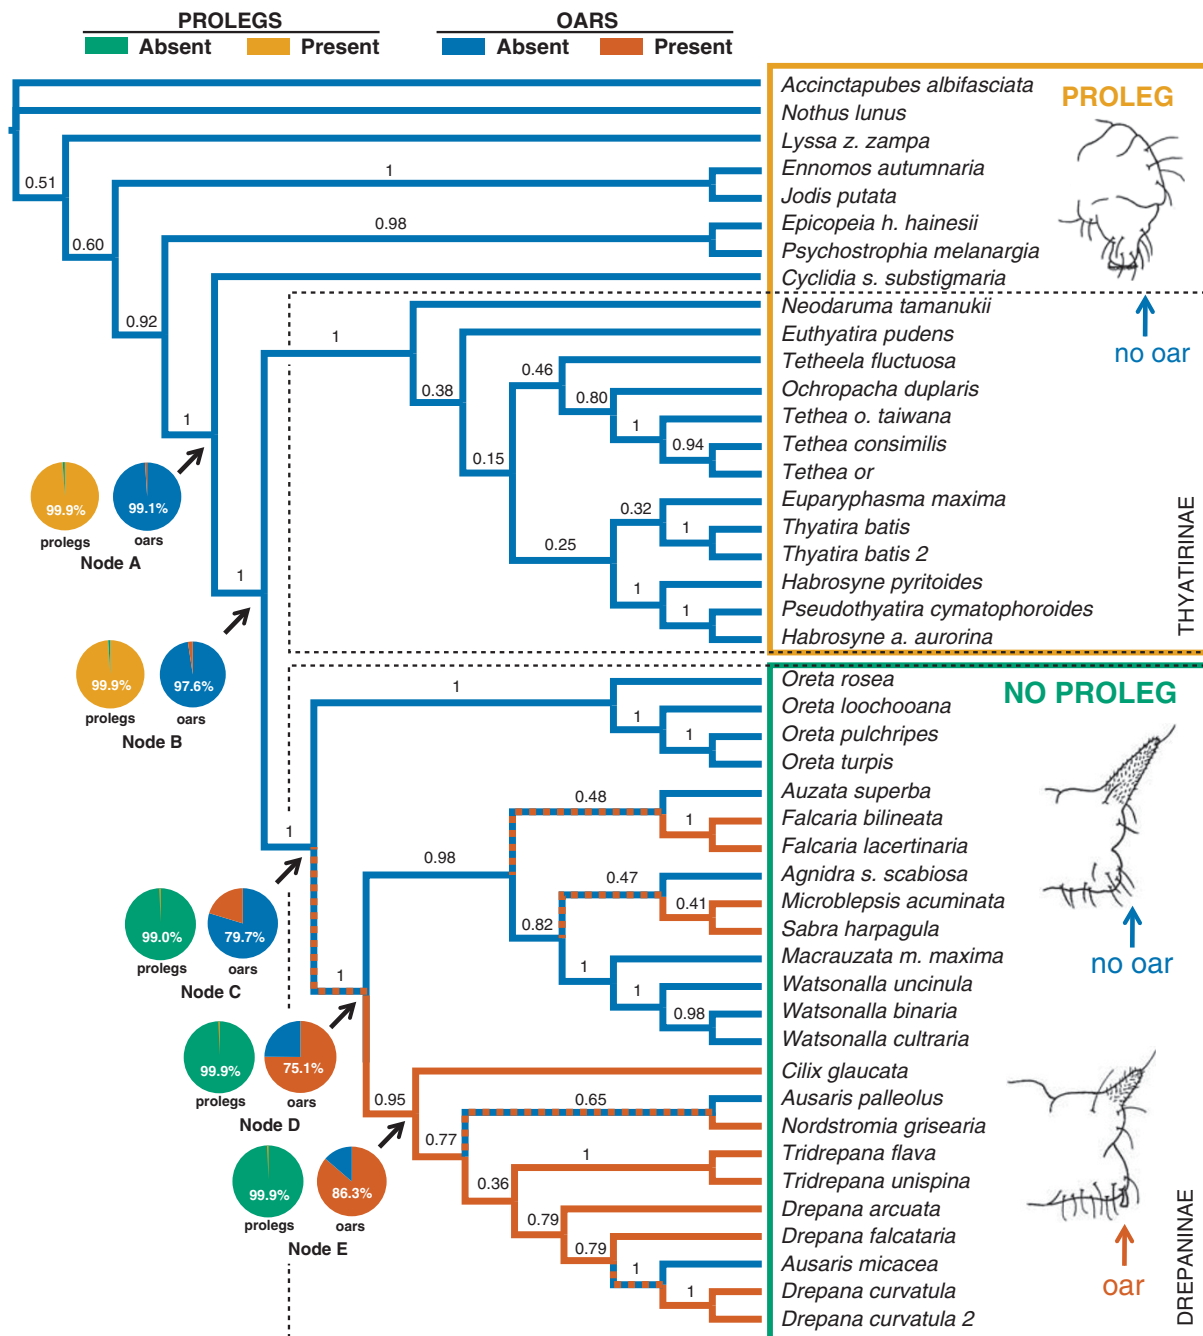 PROLEGS OARS
Absent Present Absent Present
Accinctapubes albifasciata
PROLEG
Nothus lunus
Lyssa z. zampa
1
Ennomos autumnaria
0.51
Jodis putata
0.98
Epicopeia h. hainesii
0.60
Psychostrophia melanargia
Cyclidia s. substigmaria
Neodaruma tamanukii
0.92
1
Euthyatira pudens
no oar
0.46
Tetheela fluctuosa
0.38
0.80
Ochropacha duplaris
1
1
Tethea o. taiwana
0.94
Tethea consimilis
0.15
Tethea or
99.9% 99.1%
prolegs oars
Node A
0.32
Euparyphasma maxima
1
Thyatira batis
0.25
Thyatira batis 2
1
1
Habrosyne pyritoides
1
Pseudothyatira cymatophoroides
Habrosyne a. aurorina
THYATIRINAE
99.9% 97.6%
prolegs oars
Node B
1
Oreta rosea
NO PROLEG
1
Oreta loochooana
1
Oreta pulchripes
Oreta turpis
0.48
Auzata superba
1
Falcaria bilineata
1
Falcaria lacertinaria
0.98
0.47
Agnidra s. scabiosa
0.41
Microblepsis acuminata
0.82
Sabra harpagula
no oar
99.0% 79.7%
prolegs oars
Node C
1
1
Macrauzata m. maxima
1
Watsonalla uncinula
0.98
Watsonalla binaria
Watsonalla cultraria
99.9% 75.1%
prolegs oars
Node D
0.95
Cilix glaucata
0.65
Ausaris palleolus
0.77
Nordstromia grisearia
1
Tridrepana flava
0.36
Tridrepana unispina
99.9% 86.3%
prolegs oars
Node E
0.79
Drepana arcuata
0.79
Drepana falcataria
1
Ausaris micacea
oar
1
Drepana curvatula
Drepana curvatula 2
DREPANINAE